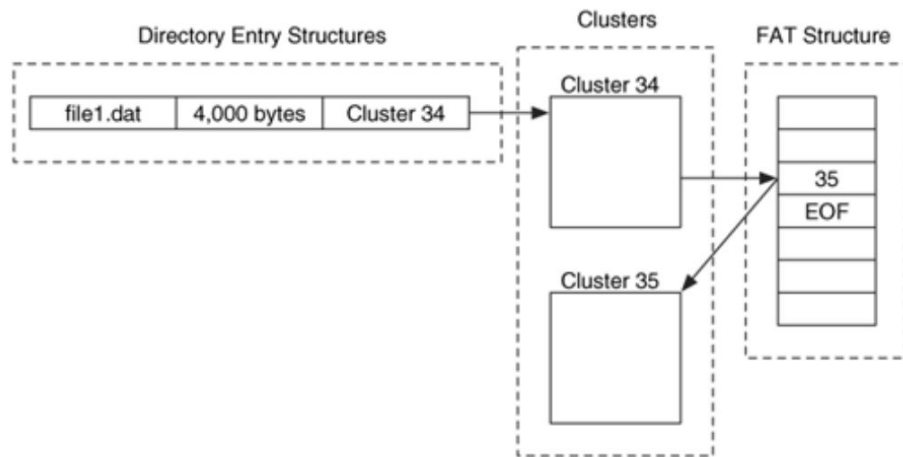 Directory Entry Structures
Clusters
FAT Structure
file1.dat 4,000 bytes Cluster 34
Cluster 34
35
EOF
Cluster 35